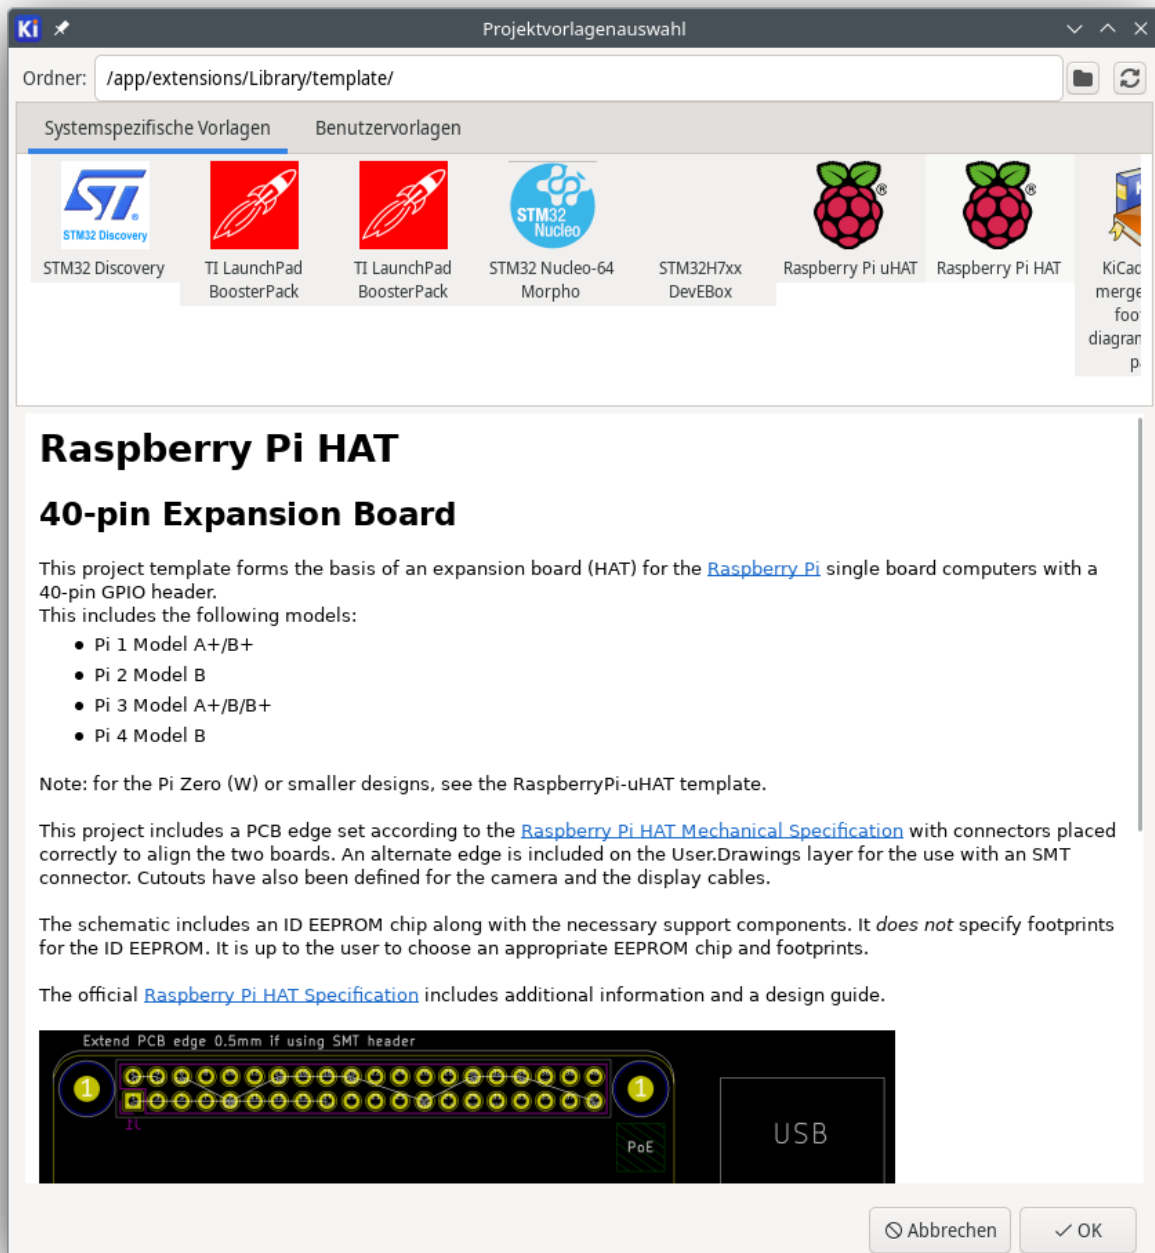 Ki
Projektvorlagenauswahl
Ordner: /app/extensions/Library/template/
Systemspezifische Vorlagen Benutzervorlagen
STM32 Discovery
STM32 Nucleo
STM32 Discovery TI LaunchPad TI LaunchPad STM32 Nucleo-64 STM32H7xx Raspberry Pi uHAT Raspberry Pi HAT KiCad
BoosterPack BoosterPack Morpho DevEBox merge
foo
diagram
p
Raspberry Pi HAT
40-pin Expansion Board
This project template forms the basis of an expansion board (HAT) for the Raspberry Pi single board computers with a
40-pin GPIO header.
This includes the following models:
• Pi 1 Model A+/B+
• Pi 2 Model B
• Pi 3 Model A+/B/B+
• Pi 4 Model B
Note: for the Pi Zero (W) or smaller designs, see the RaspberryPi-uHAT template.
This project includes a PCB edge set according to the Raspberry Pi HAT Mechanical Specification with connectors placed
correctly to align the two boards. An alternate edge is included on the User.Drawings layer for the use with an SMT
connector. Cutouts have also been defined for the camera and the display cables.
The schematic includes an ID EEPROM chip along with the necessary support components. It does not specify footprints
for the ID EEPROM. It is up to the user to choose an appropriate EEPROM chip and footprints.
The official Raspberry Pi HAT Specification includes additional information and a design guide.
Extend PCB edge 0.5mm if using SMT header
1 1
USB
PoE
Abbrechen OK